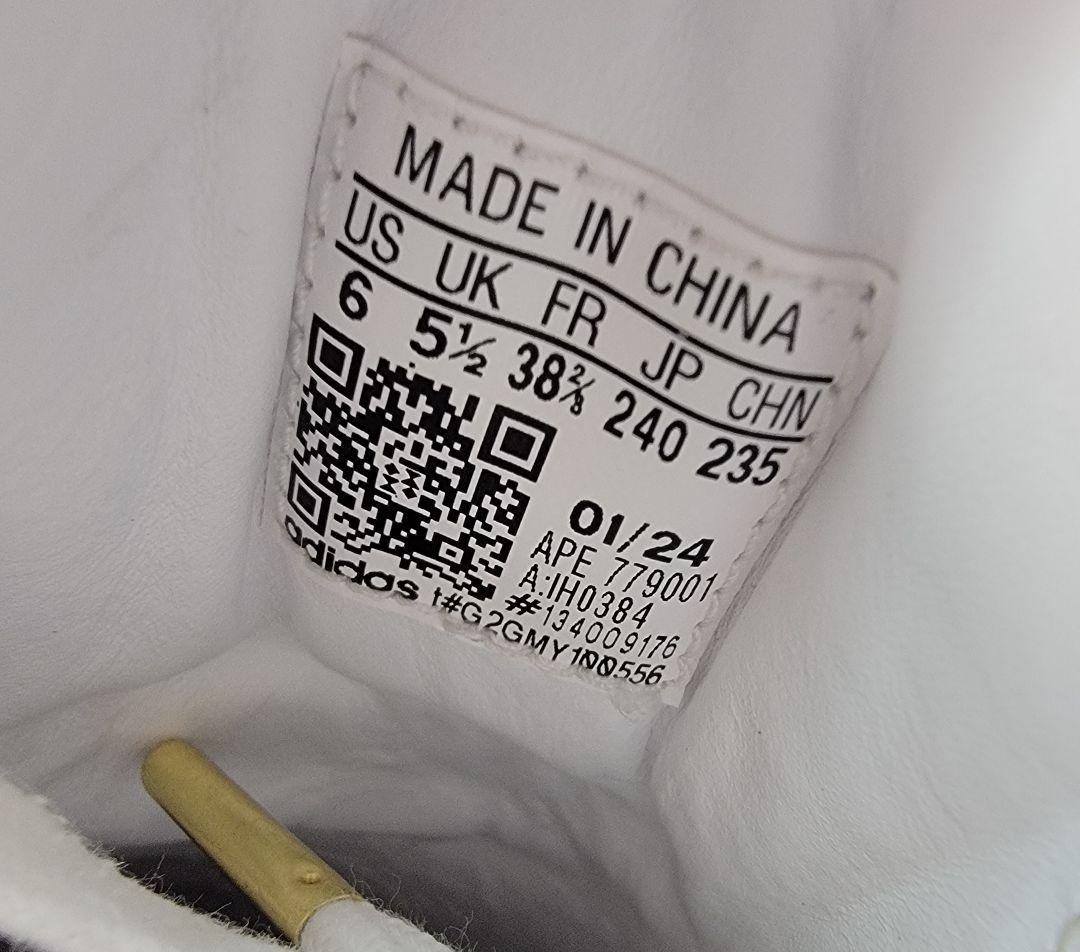 MADE IN CHINA
US UK FR JP CHN
6 5½ 38⅔ 240 235
01/24
APE 779001
A:IH0384
#134009176
adidas t#G2GMY100556